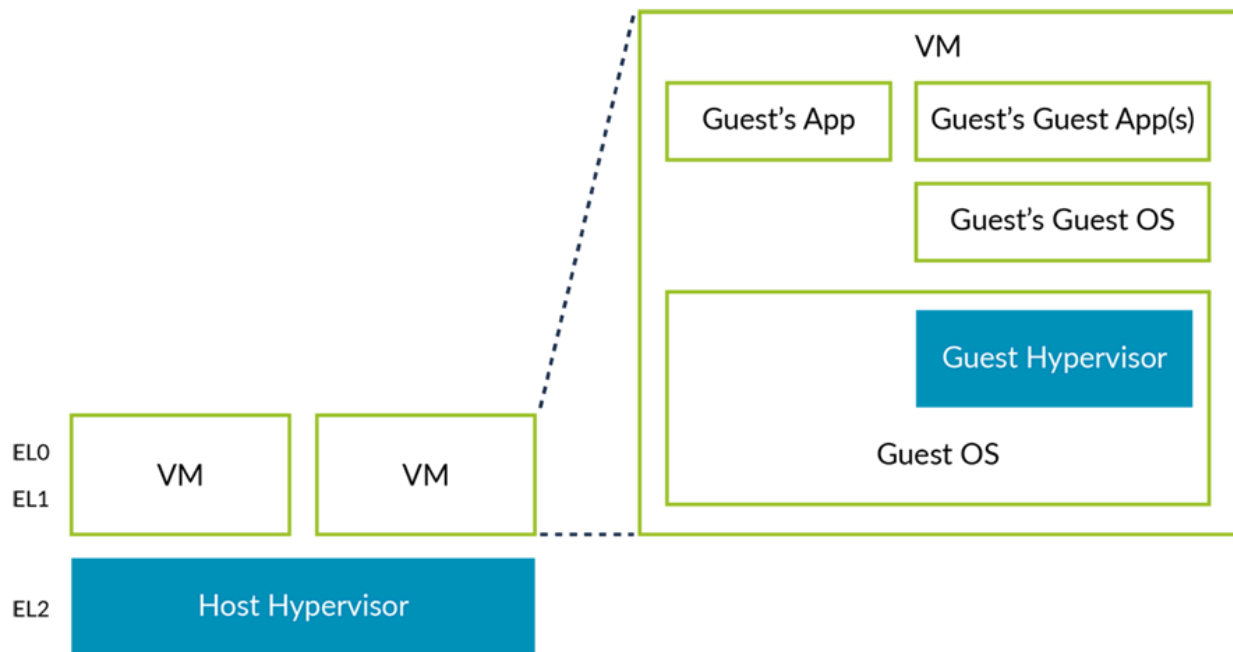 VM
Guest’s App
Guest’s Guest App(s)
Guest’s Guest OS
Guest Hypervisor
Guest OS
EL0
EL1
VM
VM
EL2
Host Hypervisor